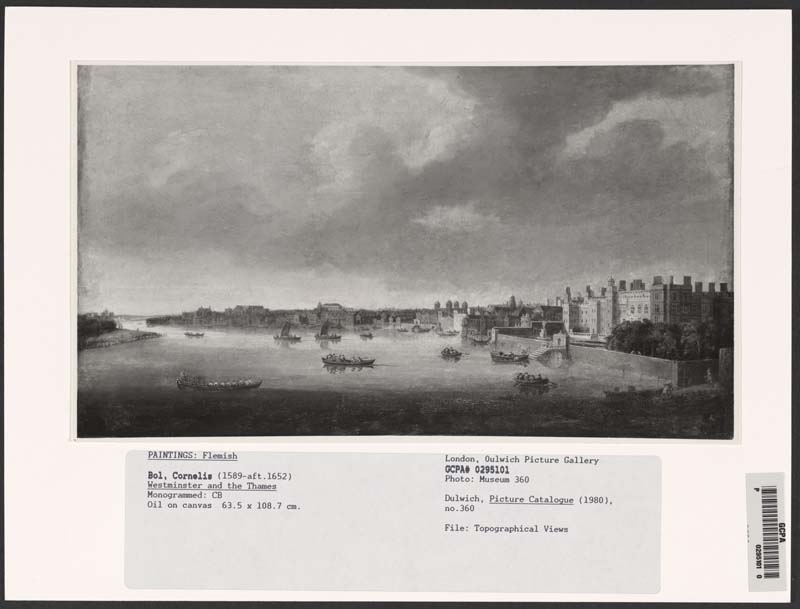 PAINTINGS: Flemish
Bol, Cornelis (1589-aft.1652)
Westminster and the Thames
Monogrammed: CB
Oil on canvas 63.5 x 108.7 cm.
London, Oulwich Picture Gallery
GCPA# 0295101
Photo: Museum 360
Dulwich, Picture Catalogue (1980),
no.360
File: Topographical Views
GCPA
0295101 0
P